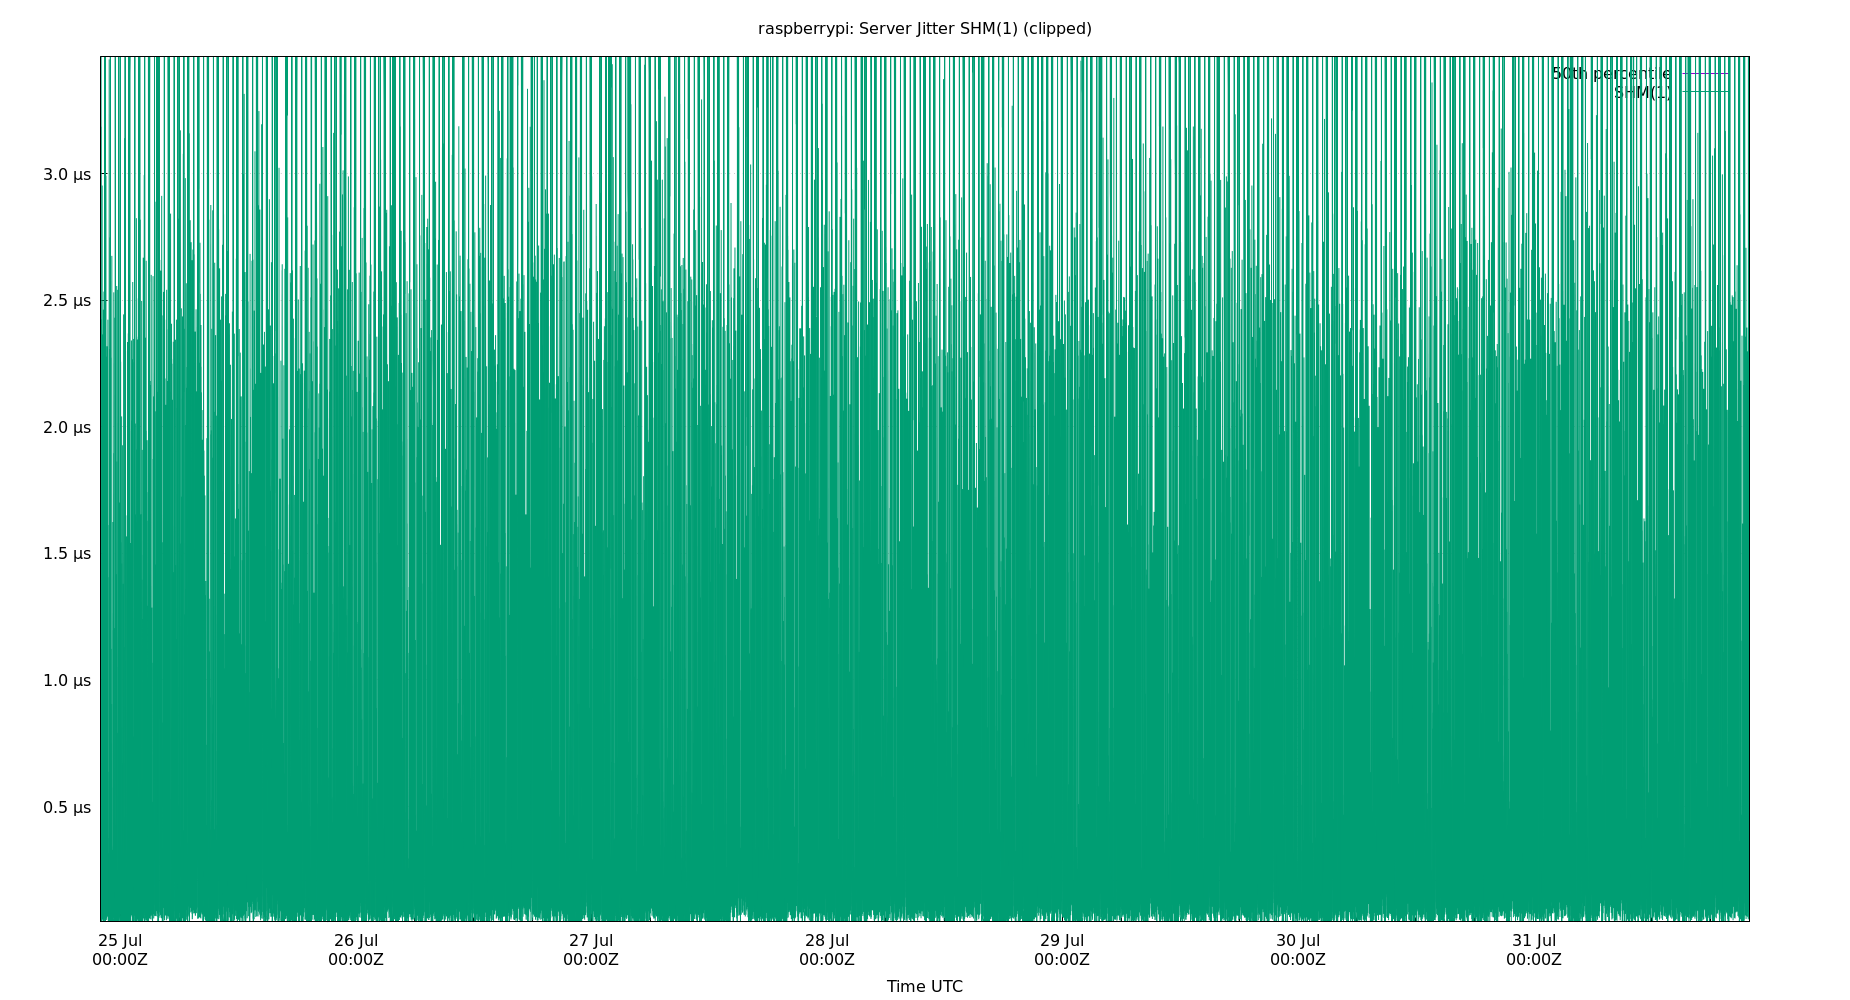 raspberrypi: Server Jitter SHM(1) (clipped)
50th percentile
SHM(1)
3.0 µs
2.5 µs
2.0 µs
1.5 µs
1.0 µs
0.5 µs
25 Jul 26 Jul 27 Jul 28 Jul 29 Jul 30 Jul 31 Jul
00:00Z 00:00Z 00:00Z 00:00Z 00:00Z 00:00Z 00:00Z
Time UTC